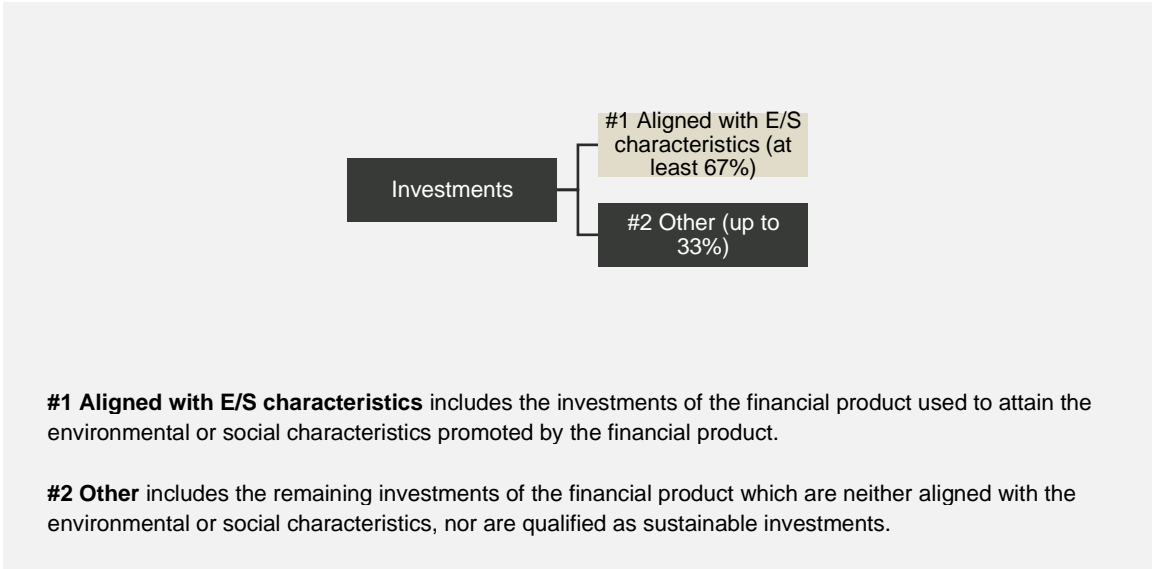 #1 Aligned with E/S
characteristics (at
least 67%)
Investments
#2 Other (up to
33%)
#1 Aligned with E/S characteristics includes the investments of the financial product used to attain the
environmental or social characteristics promoted by the financial product.
#2 Other includes the remaining investments of the financial product which are neither aligned with the
environmental or social characteristics, nor are qualified as sustainable investments.